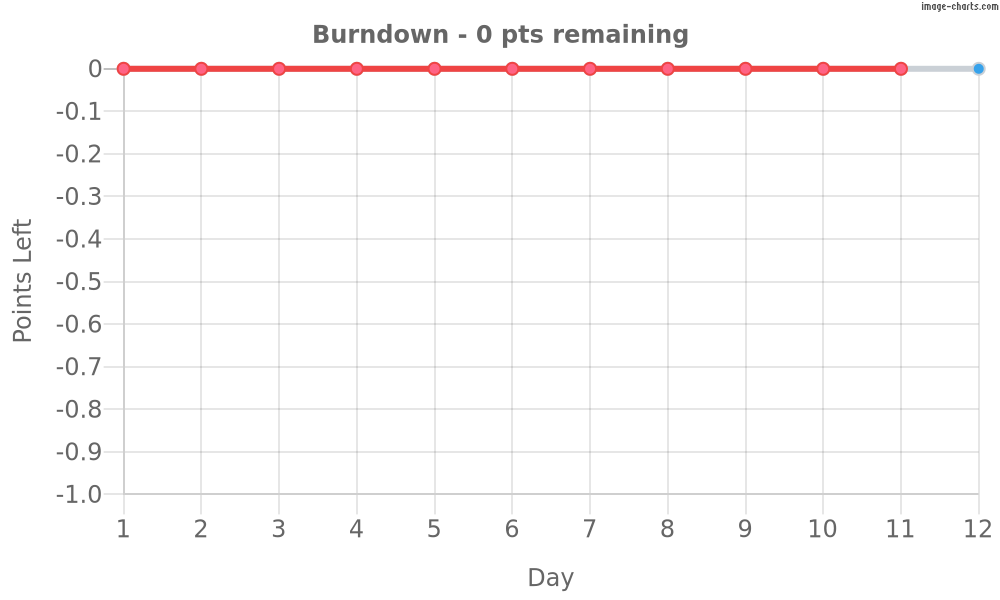 image-charts.com
Burndown - 0 pts remaining
0
-0.1
-0.2
-0.3
-0.4
-0.5
-0.6
-0.7
-0.8
-0.9
-1.0
Points Left
1 2 3 4 5 6 7 8 9 10 11 12
Day